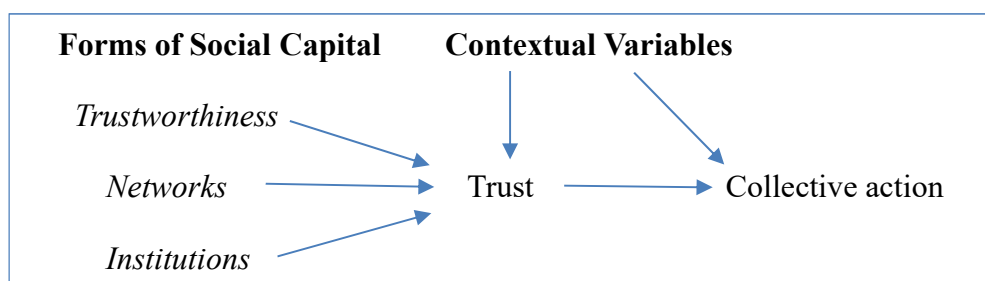 Forms of Social Capital Contextual Variables
Trustworthiness
Networks Trust Collective action
Institutions